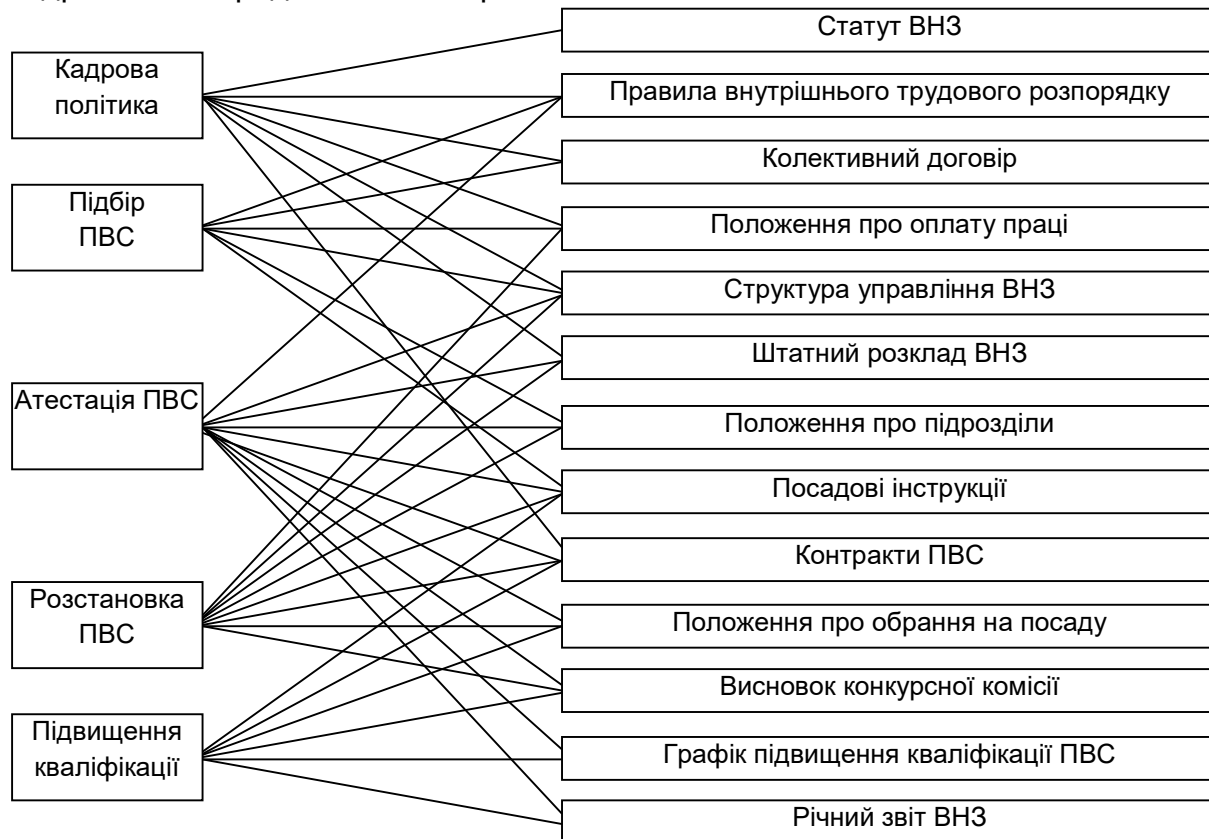 Статут ВНЗ
Кадрова
політика
Правила внутрішнього трудового розпорядку
Колективний договір
Підбір
ПВС
Положення про оплату праці
Структура управління ВНЗ
Штатний розклад ВНЗ
Атестація ПВС
Положення про підрозділи
Посадові інструкції
Контракти ПВС
Розстановка
ПВС
Положення про обрання на посаду
Висновок конкурсної комісії
Підвищення
кваліфікації
Графік підвищення кваліфікації ПВС
Річний звіт ВНЗ